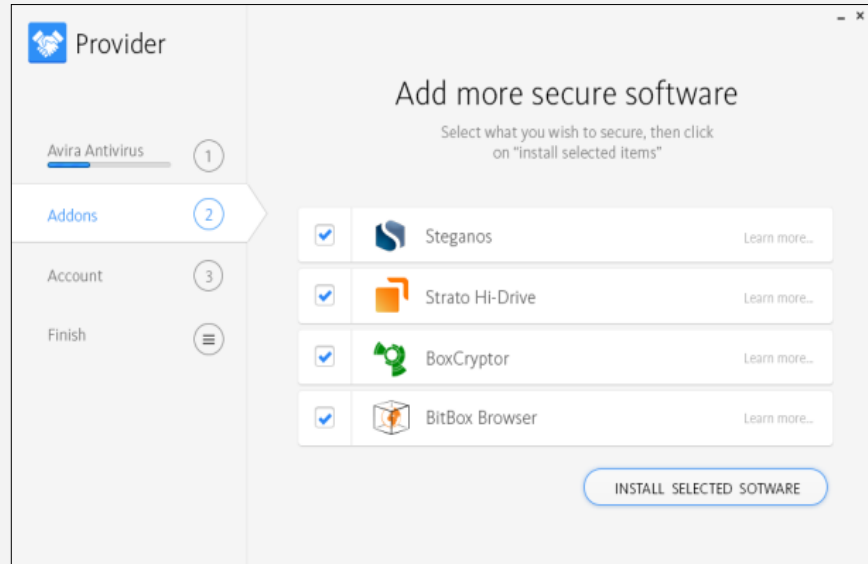 Provider
Add more secure software
Select what you wish to secure, then click
on "install selected items"
Avira Antivirus
1
Addons
2
Account
3
Finish
Steganos
Learn more...
Strato Hi-Drive
Learn more...
BoxCryptor
Learn more...
BitBox Browser
Learn more...
INSTALL SELECTED SOTWARE